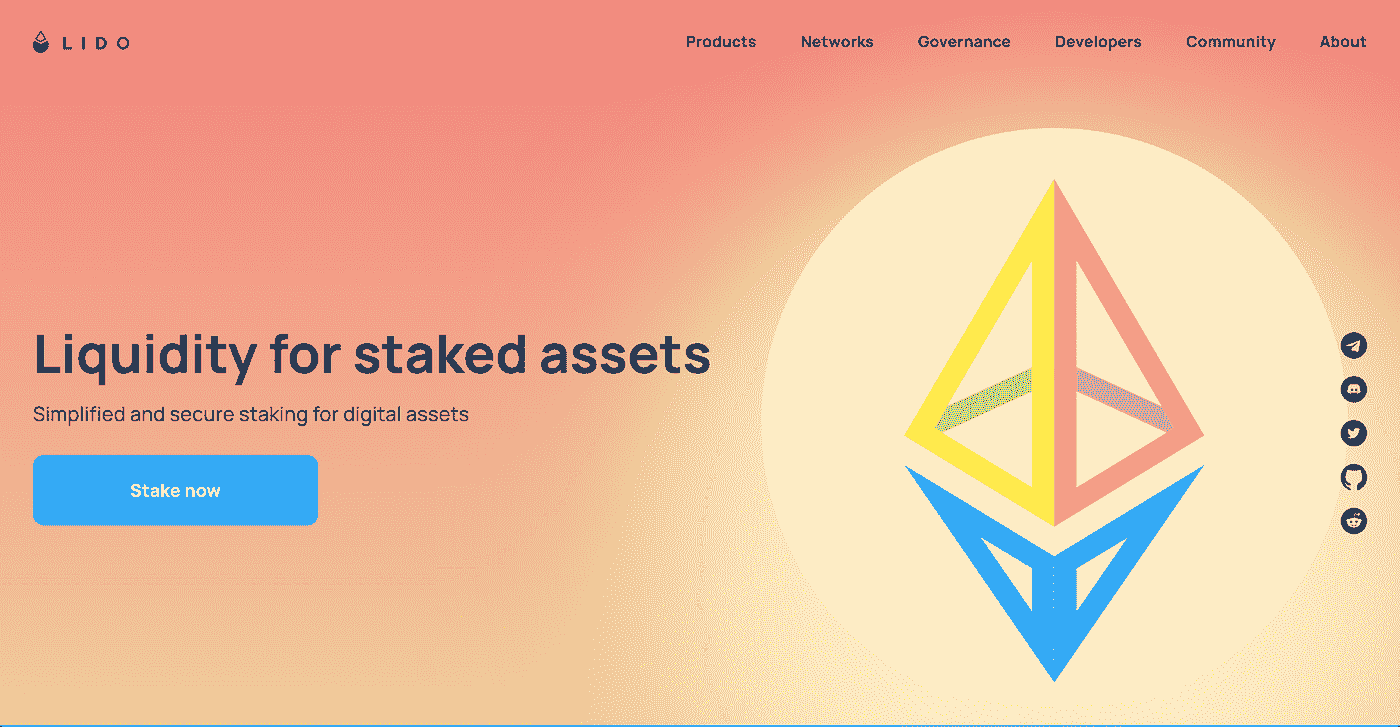 LIDO
Products Networks Governance Developers Community About
Liquidity for staked assets
Simplified and secure staking for digital assets
Stake now